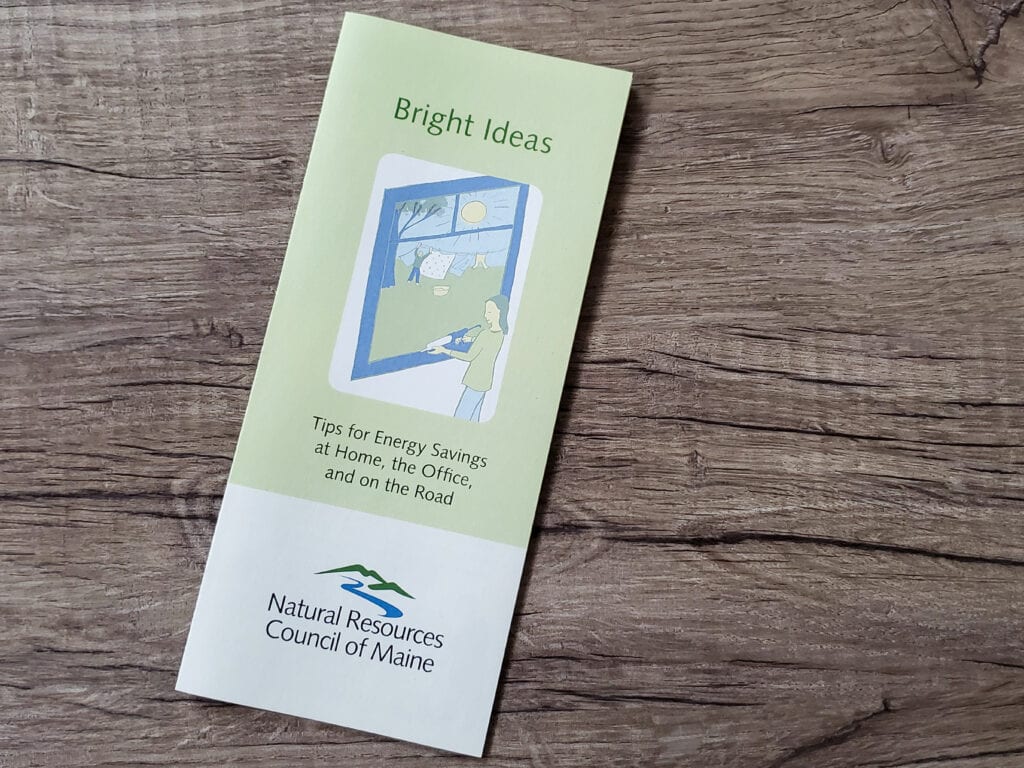 Bright Ideas
Tips for Energy Savings
at Home, the Office,
and on the Road
Natural Resources
Council of Maine